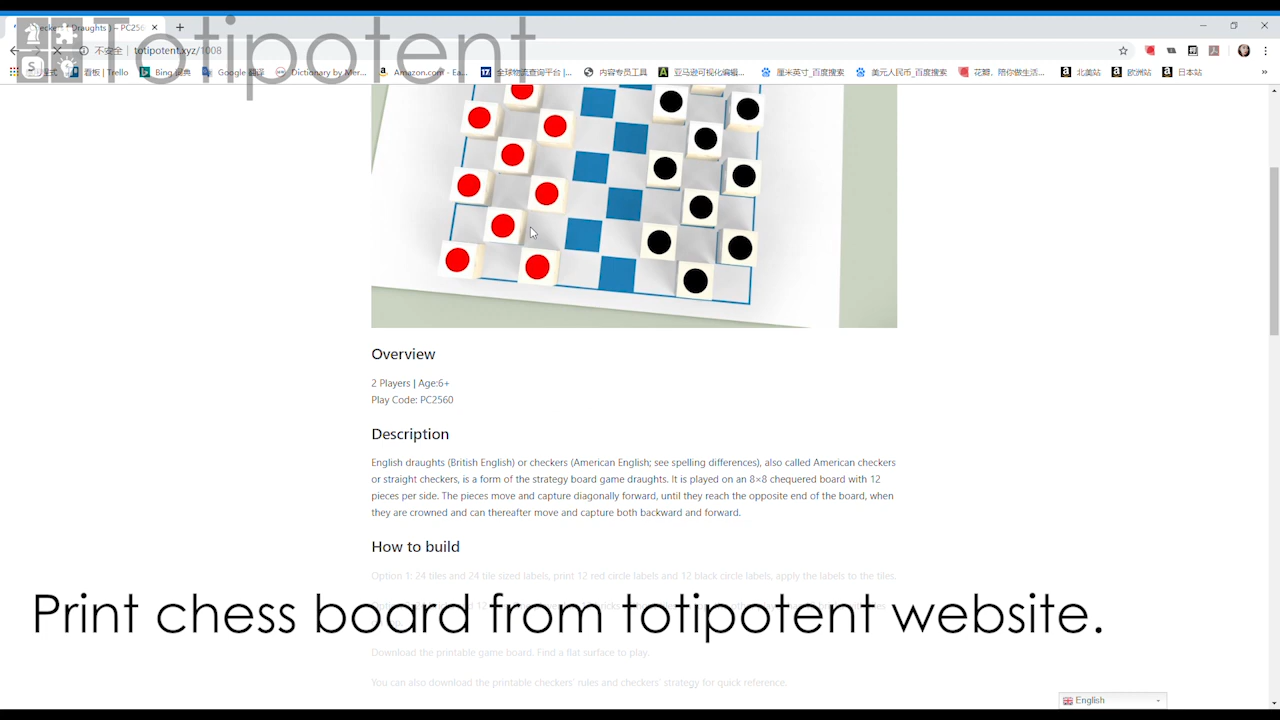 Totipotent
Checkers ( Draughts ) – PC256
不安全 | totipotent.xyz/1008
看板 | Trello
Bing 词典
Google 翻译
Dictionary by Mer...
Amazon.com - Ea...
全球物流查询平台 |...
内容专员工具
亚马逊可视化编辑...
厘米英寸_百度搜索
美元人民币_百度搜索
花瓣，陪你做生活...
北美站
欧洲站
日本站
Overview
2 Players | Age:6+
Play Code: PC2560
Description
English draughts (British English) or checkers (American English; see spelling differences), also called American checkers
or straight checkers, is a form of the strategy board game draughts. It is played on an 8×8 chequered board with 12
pieces per side. The pieces move and capture diagonally forward, until they reach the opposite end of the board, when
they are crowned and can thereafter move and capture both backward and forward.
How to build
Option 1: 24 tiles and 24 tile sized labels, print 12 red circle labels and 12 black circle labels, apply the labels to the tiles.
Print chess board from totipotent website.
Download the printable game board. Find a flat surface to play.
You can also download the printable checkers' rules and checkers' strategy for quick reference.
English